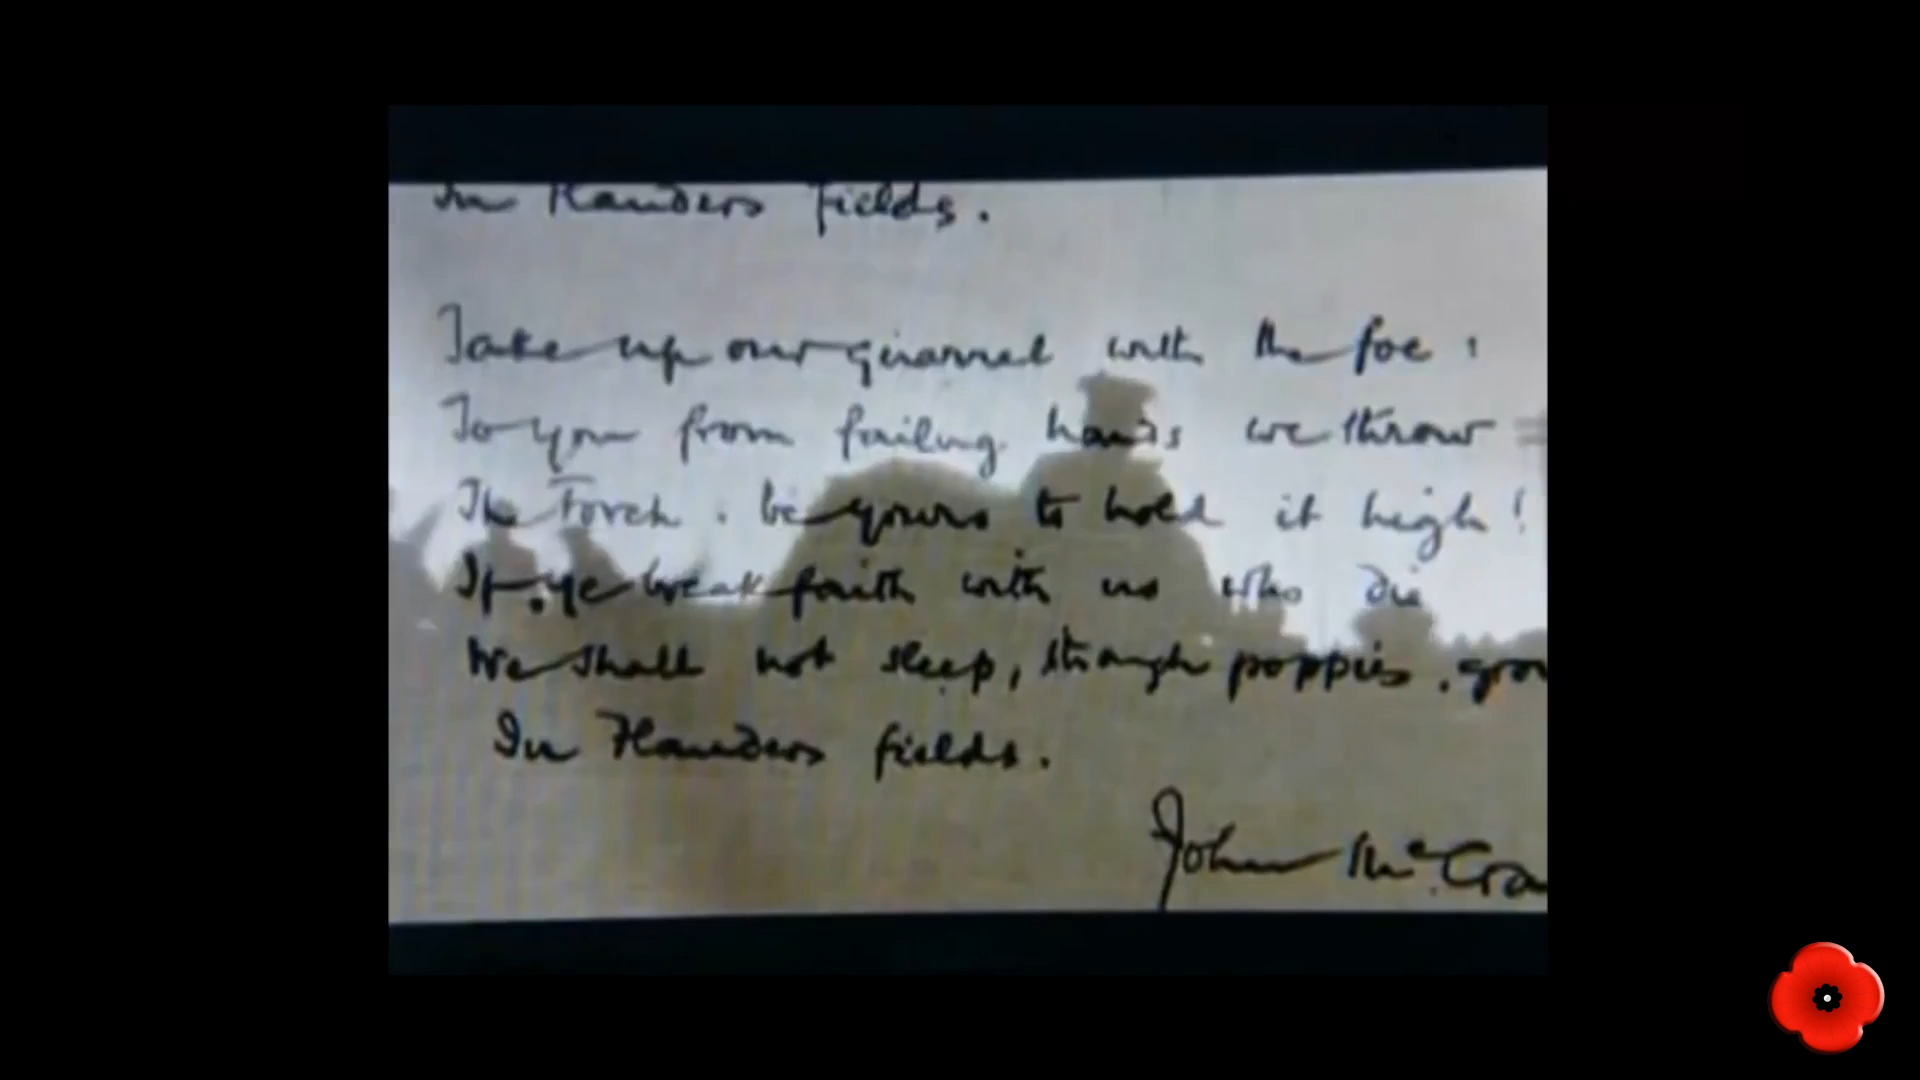 In Flanders fields.
Take up our quarrel with the foe :
To you from failing hands we throw
The Torch . be yours to hold it high !
If ye break faith with us who die
We shall not sleep, though poppies grow
In Flanders fields.
John McCra